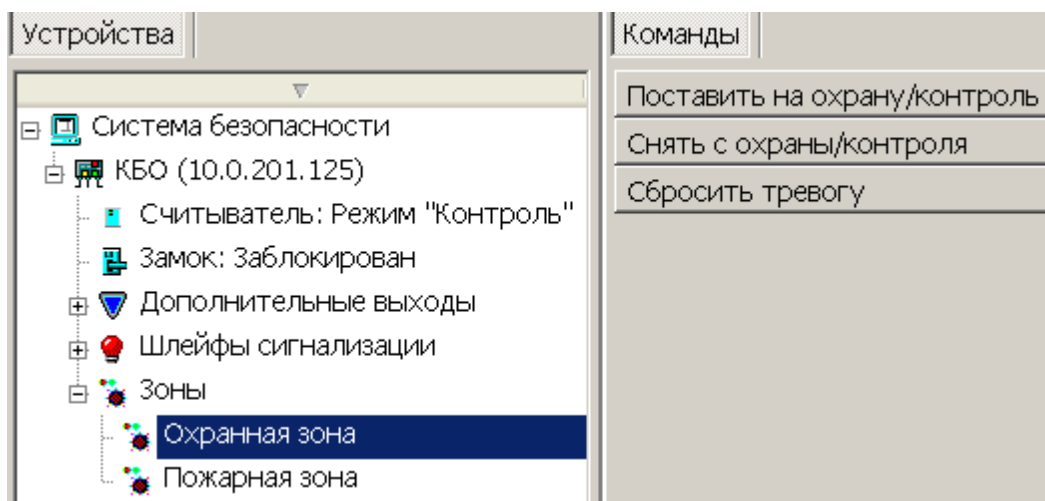 Устройства
Система безопасности
КБО (10.0.201.125)
Считыватель: Режим "Контроль"
Замок: Заблокирован
Дополнительные выходы
Шлейфы сигнализации
Зоны
Охранная зона
Пожарная зона
Команды
Поставить на охрану/контроль
Снять с охраны/контроля
Сбросить тревогу